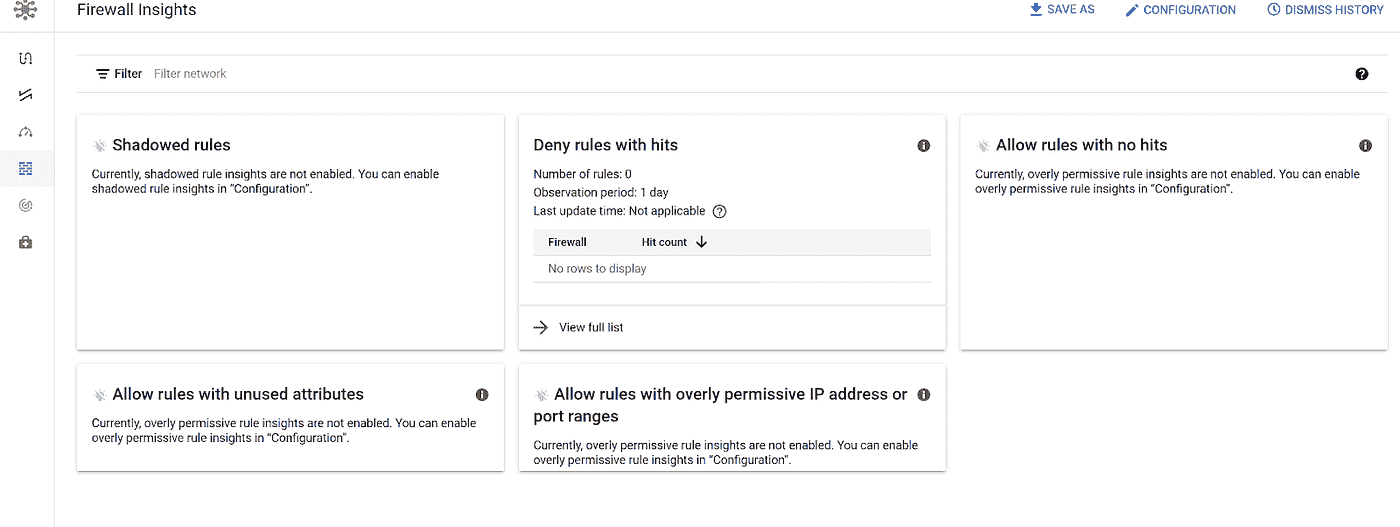 Firewall Insights
SAVE AS
CONFIGURATION
DISMISS HISTORY
Filter Filter network
Shadowed rules
Currently, shadowed rule insights are not enabled. You can enable
shadowed rule insights in “Configuration”.
Deny rules with hits
Number of rules: 0
Observation period: 1 day
Last update time: Not applicable
Firewall Hit count
No rows to display
View full list
Allow rules with no hits
Currently, overly permissive rule insights are not enabled. You can enable
overly permissive rule insights in “Configuration”.
Allow rules with unused attributes
Currently, overly permissive rule insights are not enabled. You can enable
overly permissive rule insights in “Configuration”.
Allow rules with overly permissive IP address or
port ranges
Currently, overly permissive rule insights are not enabled. You can enable
overly permissive rule insights in “Configuration”.